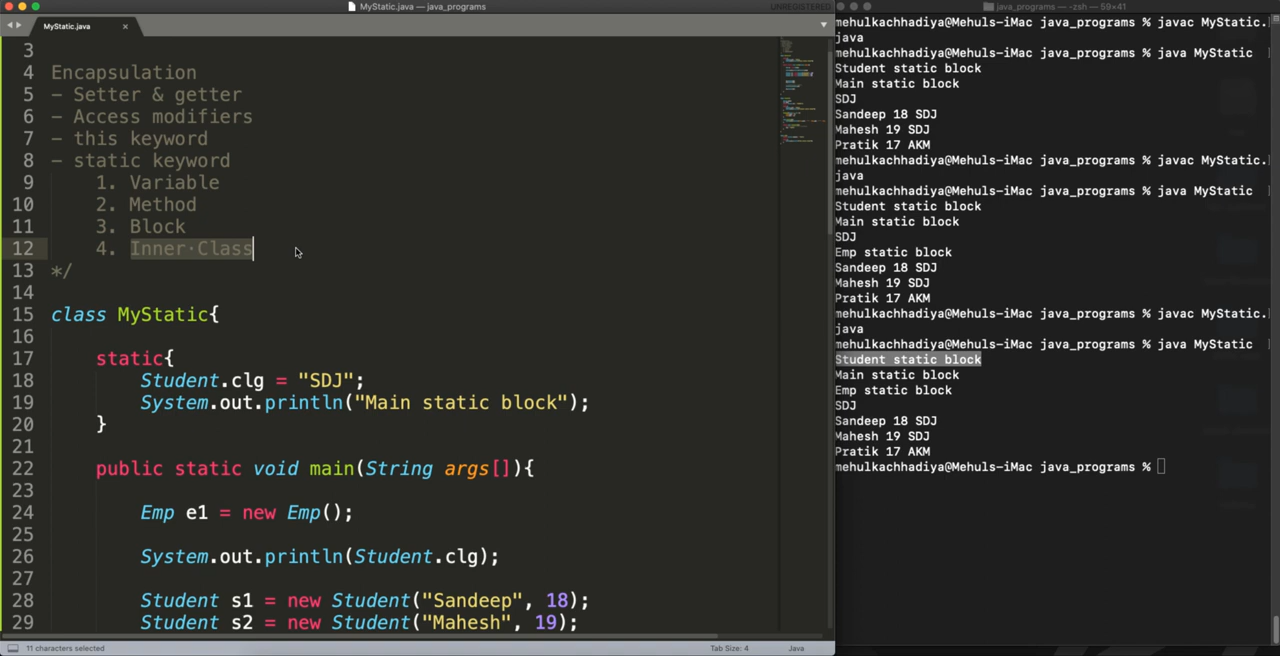 MyStatic.java — java_programs
UNREGISTERED
MyStatic.java
3
4 Encapsulation
5 - Setter & getter
6 - Access modifiers
7 - this keyword
8 - static keyword
9 1. Variable
10 2. Method
11 3. Block
12 4. Inner Class
13 */
14
15 class MyStatic{
16
17 static{
18 Student.clg = "SDJ";
19 System.out.println("Main static block");
20 }
21
22 public static void main(String args[]){
23
24 Emp e1 = new Emp();
25
26 System.out.println(Student.clg);
27
28 Student s1 = new Student("Sandeep", 18);
29 Student s2 = new Student("Mahesh", 19);
11 characters selected
Tab Size: 4
Java
java_programs — -zsh — 59×41
mehulkachhadiya@Mehuls-iMac java_programs % javac MyStatic.
java
mehulkachhadiya@Mehuls-iMac java_programs % java MyStatic
Student static block
Main static block
SDJ
Sandeep 18 SDJ
Mahesh 19 SDJ
Pratik 17 AKM
mehulkachhadiya@Mehuls-iMac java_programs % javac MyStatic.
java
mehulkachhadiya@Mehuls-iMac java_programs % java MyStatic
Student static block
Main static block
SDJ
Emp static block
Sandeep 18 SDJ
Mahesh 19 SDJ
Pratik 17 AKM
mehulkachhadiya@Mehuls-iMac java_programs % javac MyStatic.
java
mehulkachhadiya@Mehuls-iMac java_programs % java MyStatic
Student static block
Main static block
Emp static block
SDJ
Sandeep 18 SDJ
Mahesh 19 SDJ
Pratik 17 AKM
mehulkachhadiya@Mehuls-iMac java_programs %